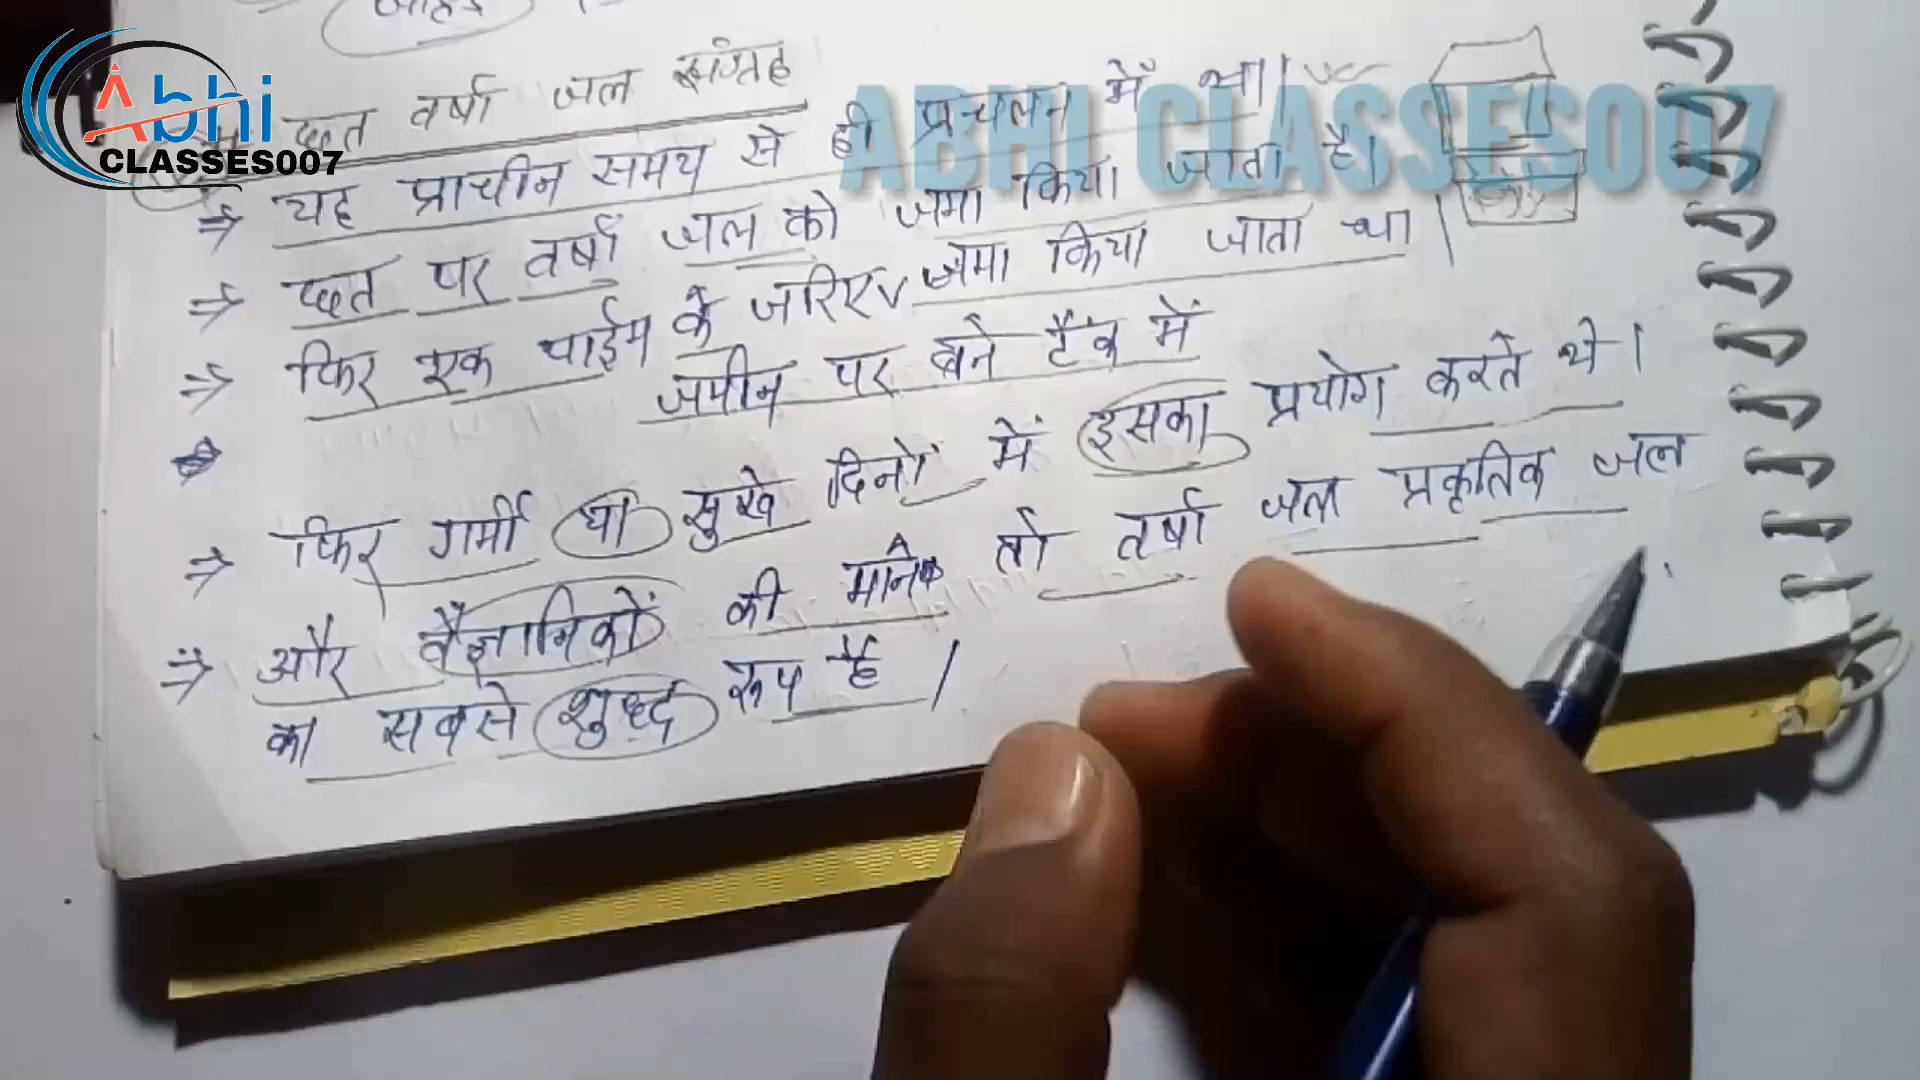 Abhi
CLASSES007
ABHI CLASSES007
छत वर्षा जल संग्रह
⇒ यह प्राचीन समय से ही प्रचलन में था।
⇒ छत पर वर्षा जल को जमा किया जाता है।
⇒ फिर एक पाईप के जरिए जमा किया जाता था
जमीन पर बने टैंक में
⇒ फिर गर्मी या सुखे दिनों में इसका प्रयोग करते थे।
⇒ और वैज्ञानिकों की माने तो वर्षा जल प्रकृतिक जल
का सबसे शुध्द रूप है।